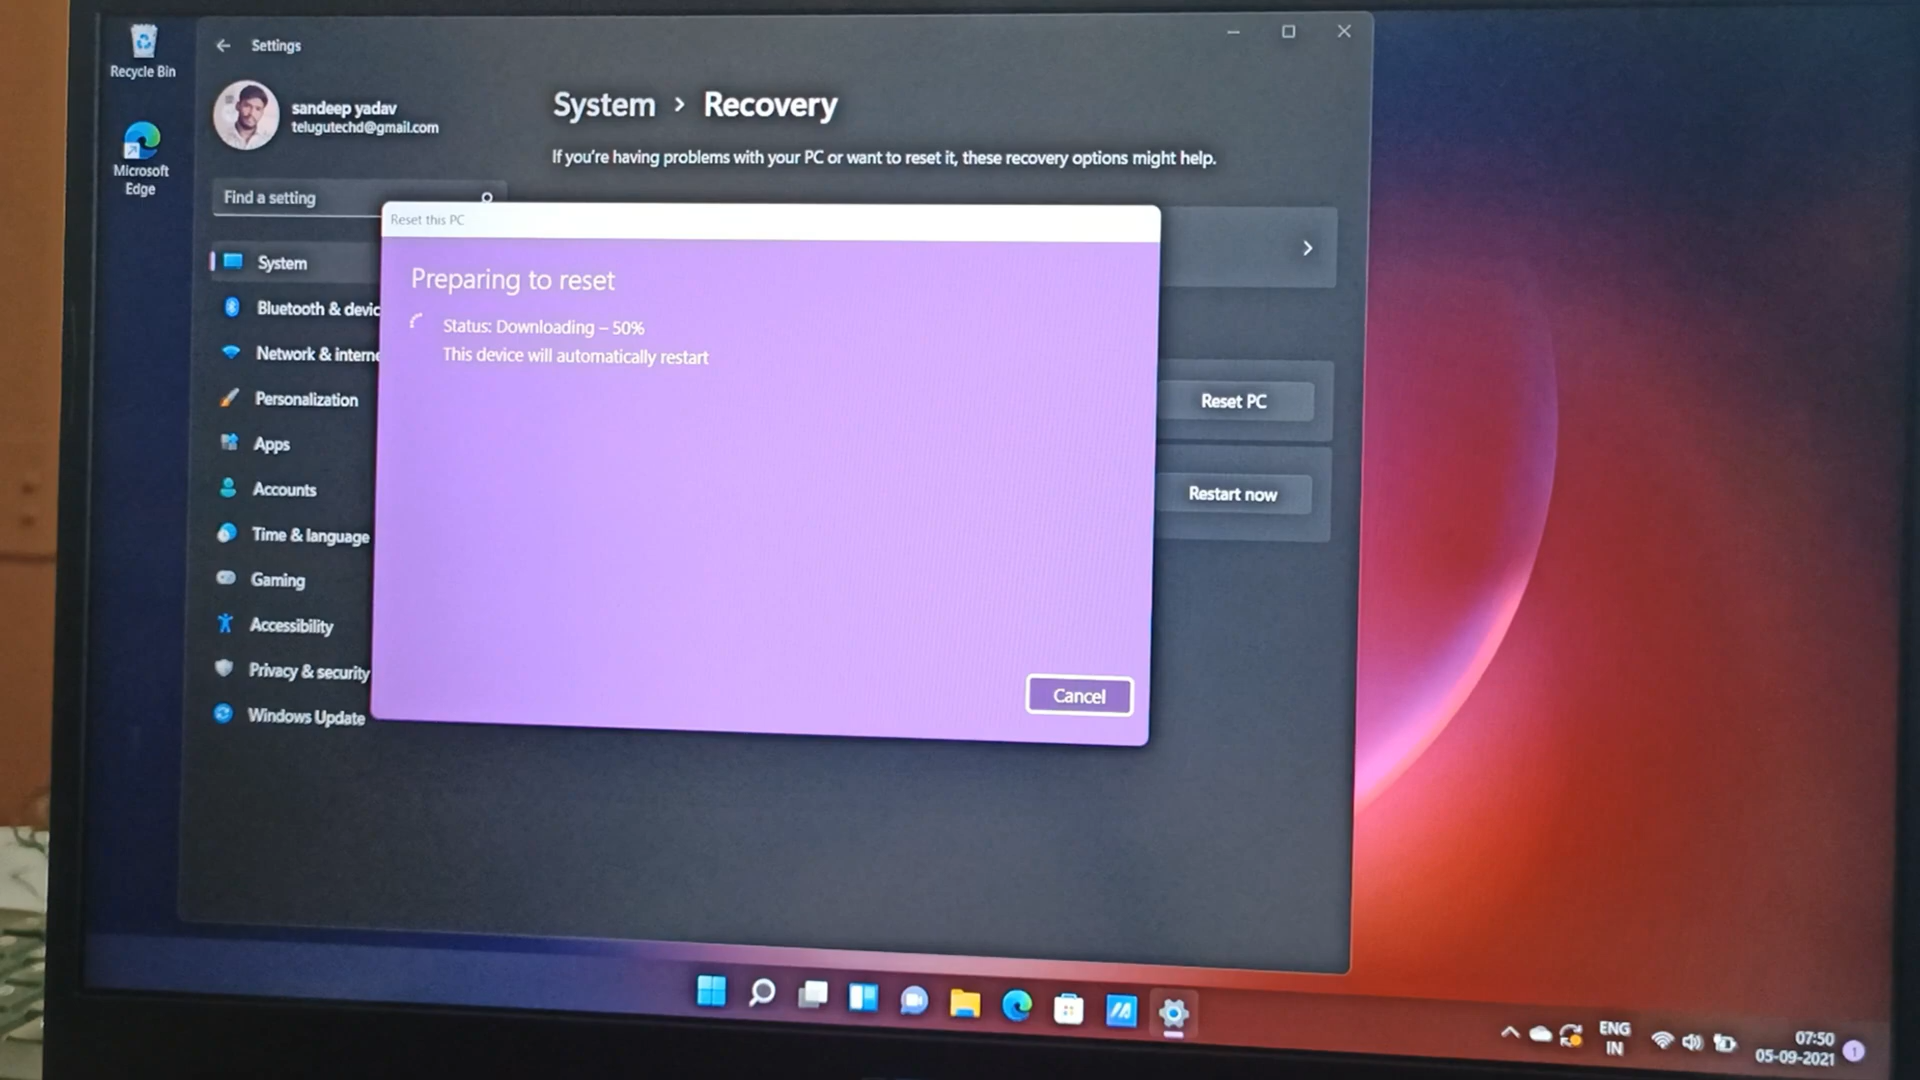 Recycle Bin
Microsoft
Edge
Settings
sandeep yadav
telugutechd@gmail.com
Find a setting
System
Bluetooth & devic
Network & interne
Personalization
Apps
Accounts
Time & language
Gaming
Accessibility
Privacy & security
Windows Update
System › Recovery
If you're having problems with your PC or want to reset it, these recovery options might help.
Reset this PC
Preparing to reset
Status: Downloading – 50%
This device will automatically restart
Cancel
Reset PC
Restart now
ENG
IN
07:50
05-09-2021
1